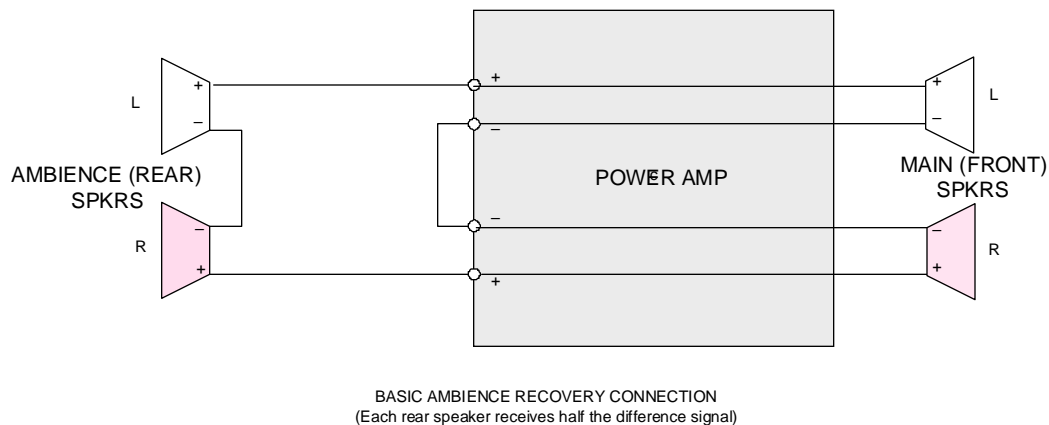 +
+
L
+
L
–
–
–
AMBIENCE (REAR)
SPKRS
POWER AMP
C
MAIN (FRONT)
SPKRS
–
–
–
R
R
+
+
+
BASIC AMBIENCE RECOVERY CONNECTION
(Each rear speaker receives half the difference signal)